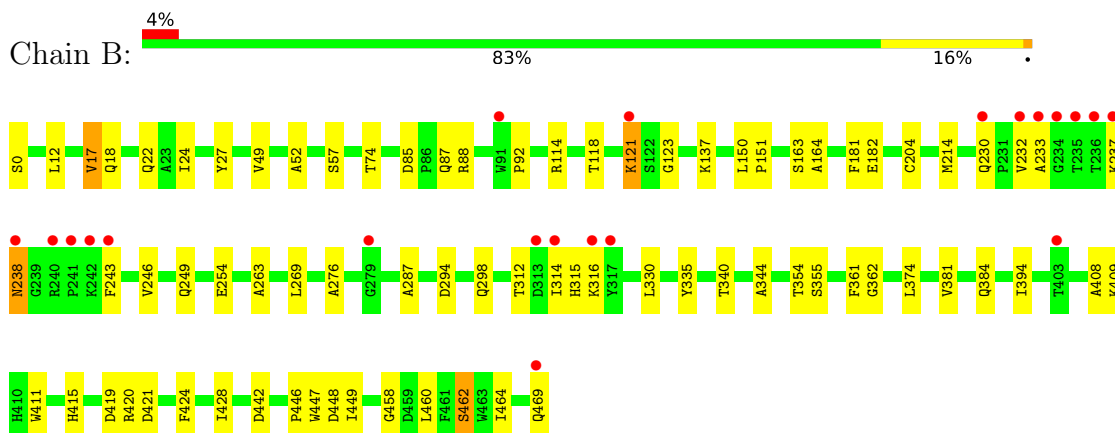 4%
Chain B:
83% 16% •
S0 L12 V17 Q18 Q22 A23 I24 Y27 V49 A52 S57 T74 D85 P86 Q87 R88 W91 P92 R114 T118 K121 S122 G123 K137 L150 P151 S163 A164 F181 E182 C204 M214 Q230 P231 V232 A233 G234 T235 T236 K237
N238 G239 R240 P241 K242 F243 V246 Q249 E254 A263 L269 A276 G279 A287 D294 Q298 T312 D313 I314 H315 K316 Y317 L330 Y335 T340 A344 T354 S355 F361 G362 L374 V381 Q384 I394 T403 A408 K409
H410 W411 H415 D419 R420 D421 F424 I428 D442 P446 W447 D448 I449 G458 D459 L460 F461 S462 W463 I464 Q469